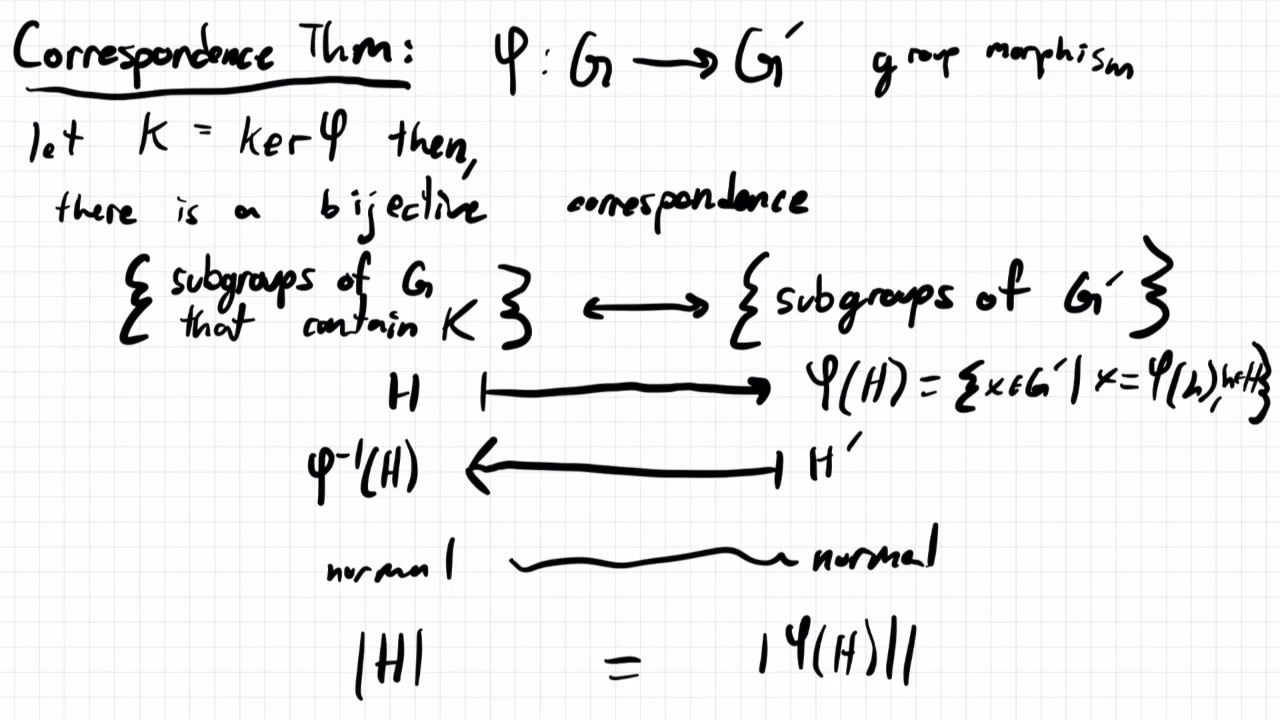 Correspondence Thm: φ: G → G′ group morphism
let K = ker φ then,
there is a bijective correspondence
{ subgroups of G that contain K } ↔ { subgroups of G′ }
H ↦ φ(H) = {x∈G′ | x = φ(h), h∈H}
φ⁻¹(H) ↤ H′
normal normal
|H| = |φ(H)||